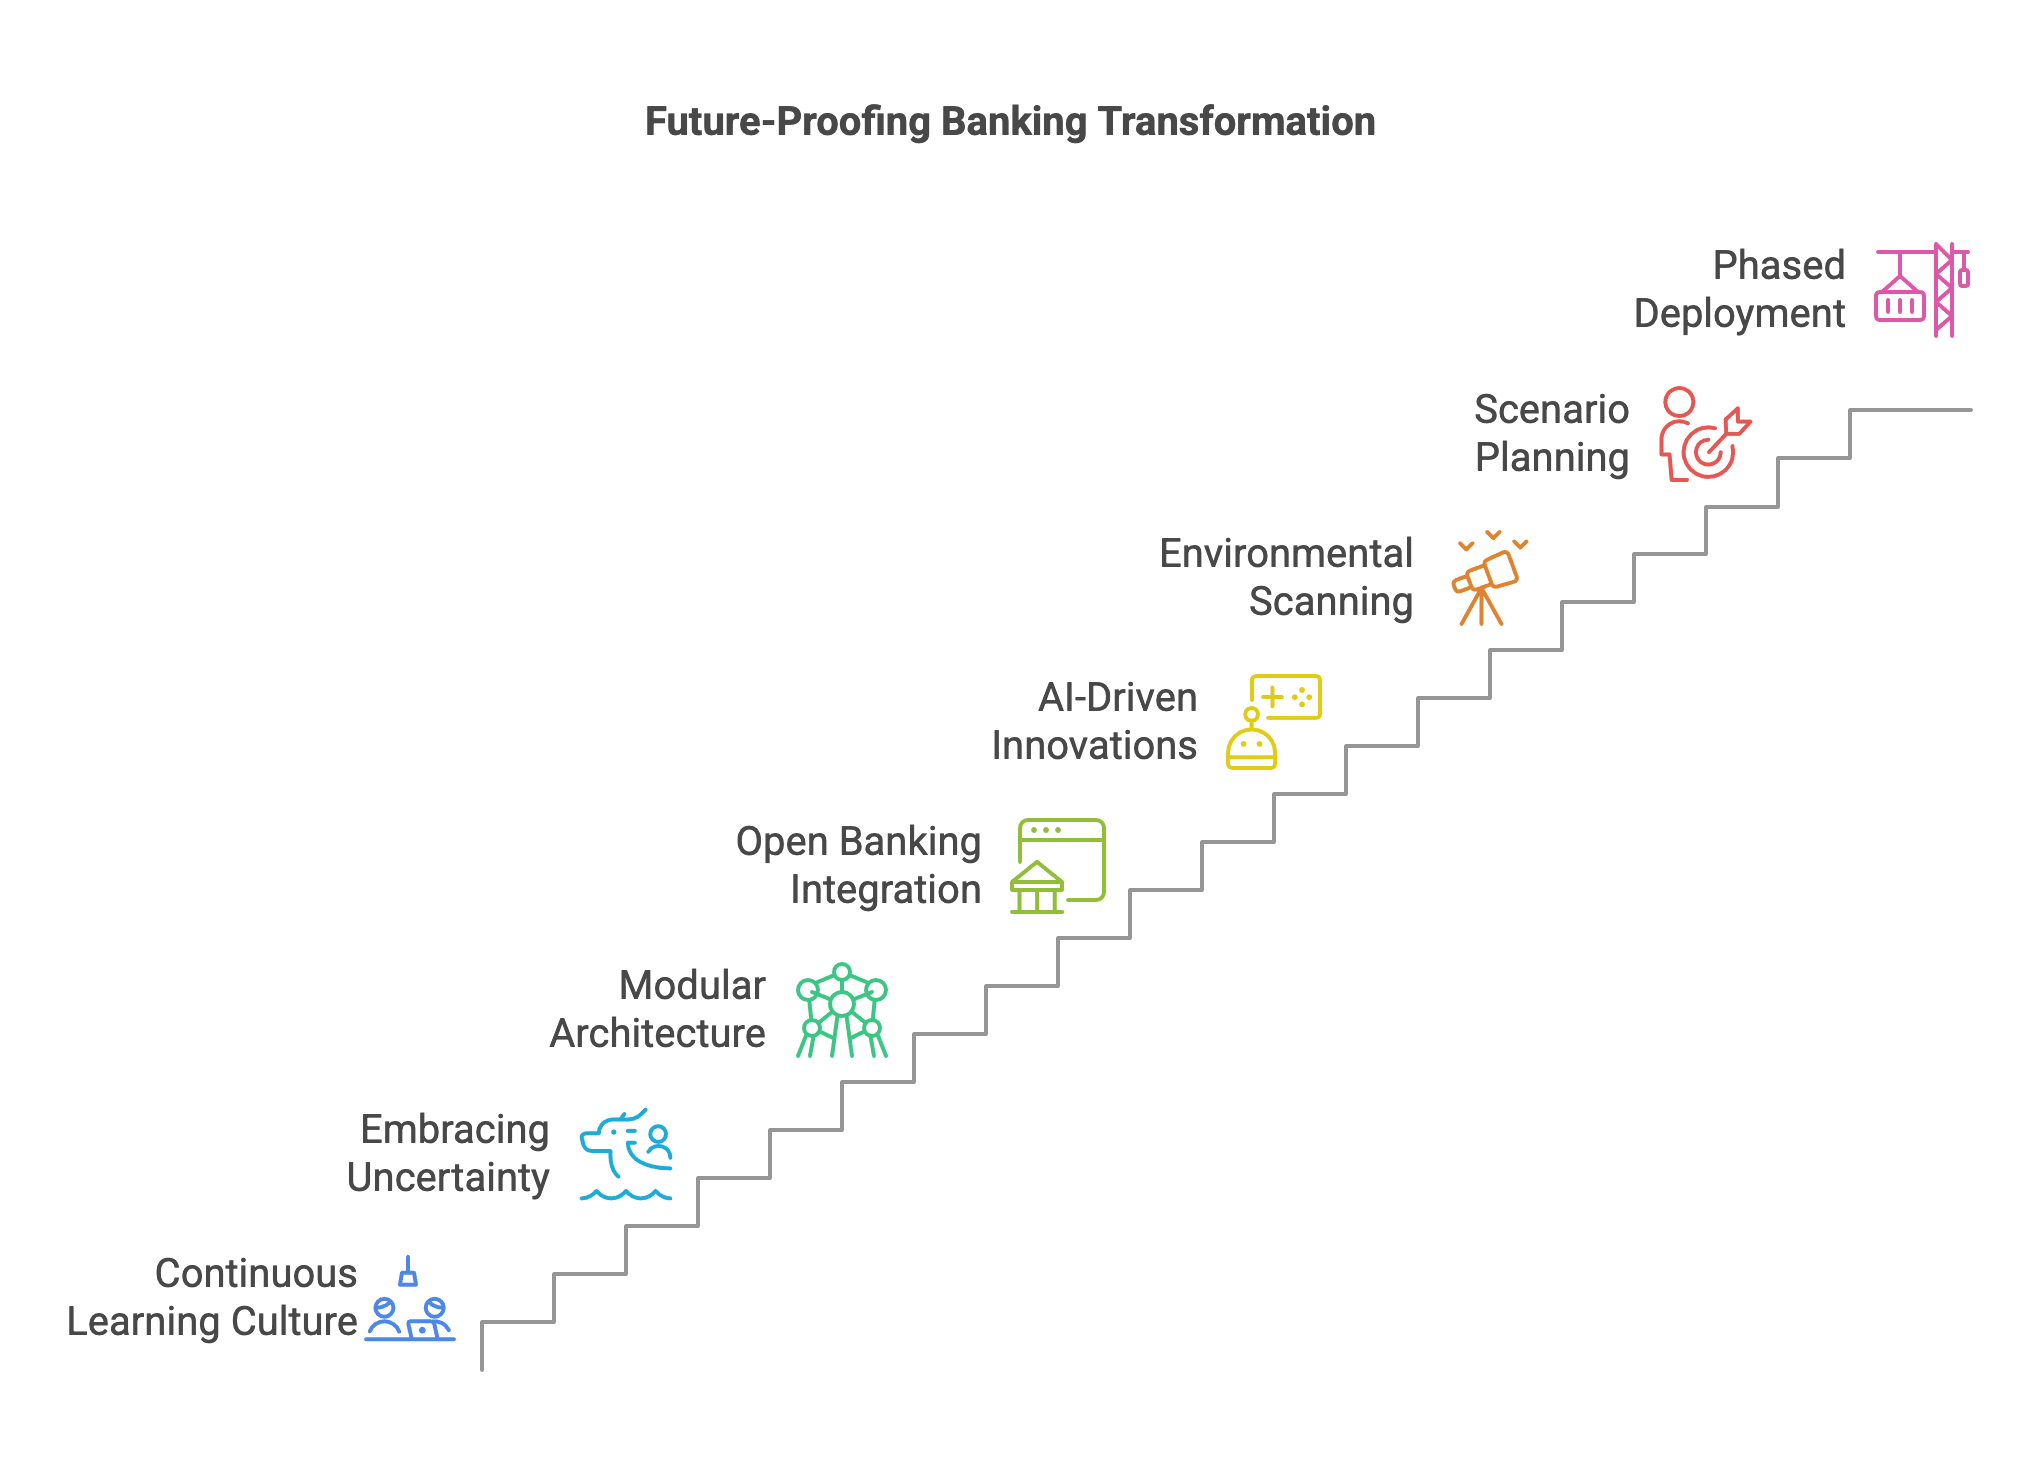 Future-Proofing Banking Transformation
Phased
Deployment
Scenario
Planning
Environmental
Scanning
AI-Driven
Innovations
Open Banking
Integration
Modular
Architecture
Embracing
Uncertainty
Continuous
Learning Culture